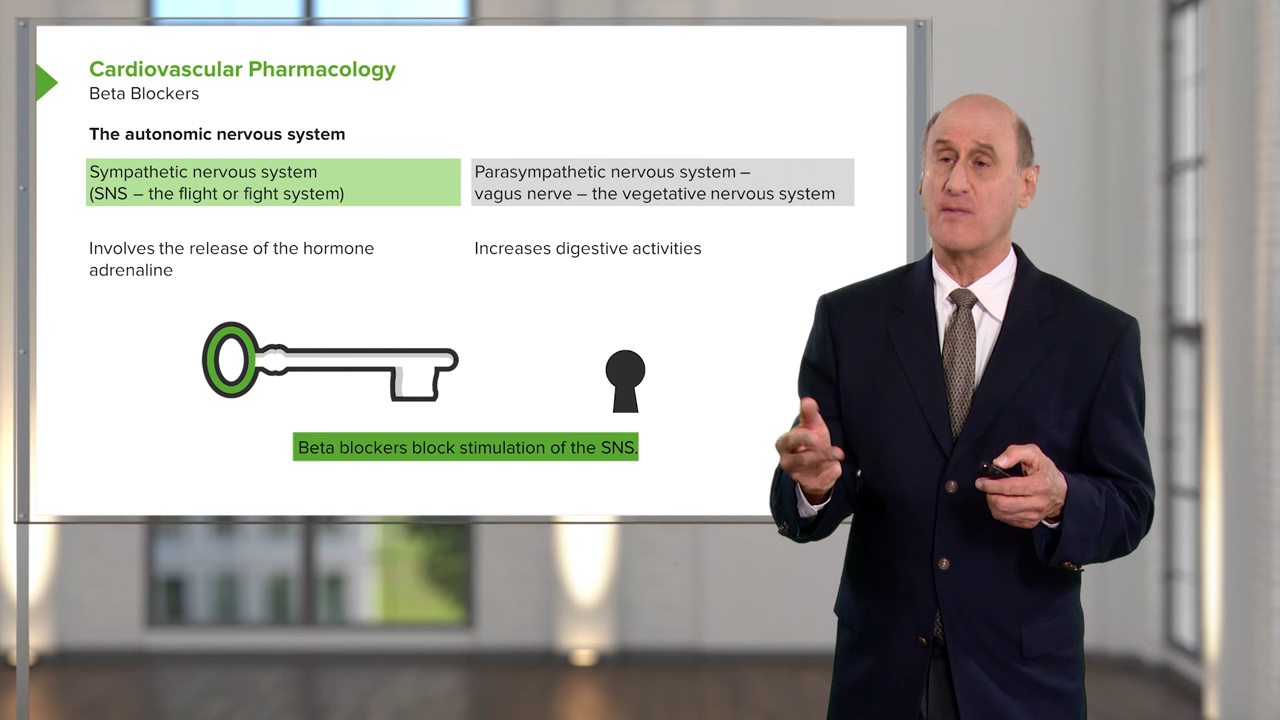 Cardiovascular Pharmacology
Beta Blockers
The autonomic nervous system
Sympathetic nervous system
(SNS – the flight or fight system)
Parasympathetic nervous system –
vagus nerve – the vegetative nervous system
Involves the release of the hormone
adrenaline
Increases digestive activities
Beta blockers block stimulation of the SNS.